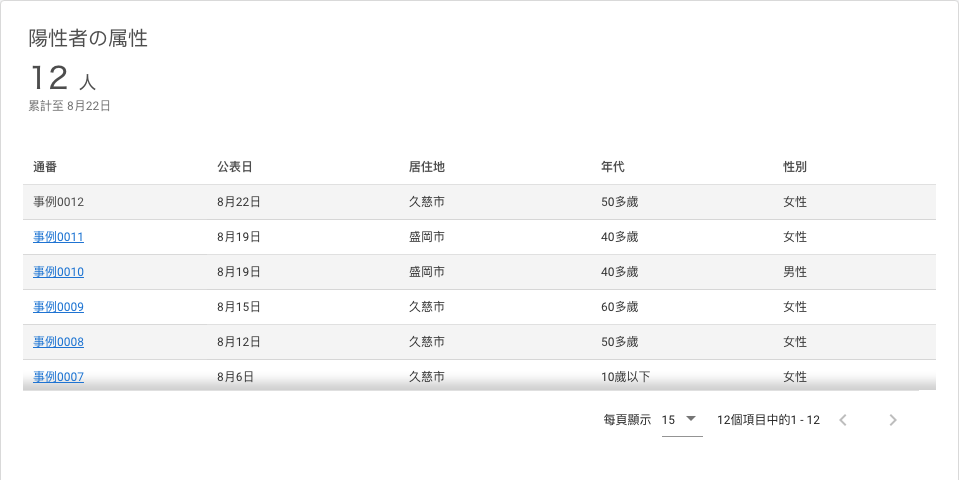 陽性者の属性
12 人
累計至 8月22日
通番 公表日 居住地 年代 性別
事例0012 8月22日 久慈市 50多歲 女性
事例0011 8月19日 盛岡市 40多歲 女性
事例0010 8月19日 盛岡市 40多歲 男性
事例0009 8月15日 久慈市 60多歲 女性
事例0008 8月12日 久慈市 50多歲 女性
事例0007 8月6日 久慈市 10歲以下 女性
每頁顯示 15 12個項目中的1 - 12